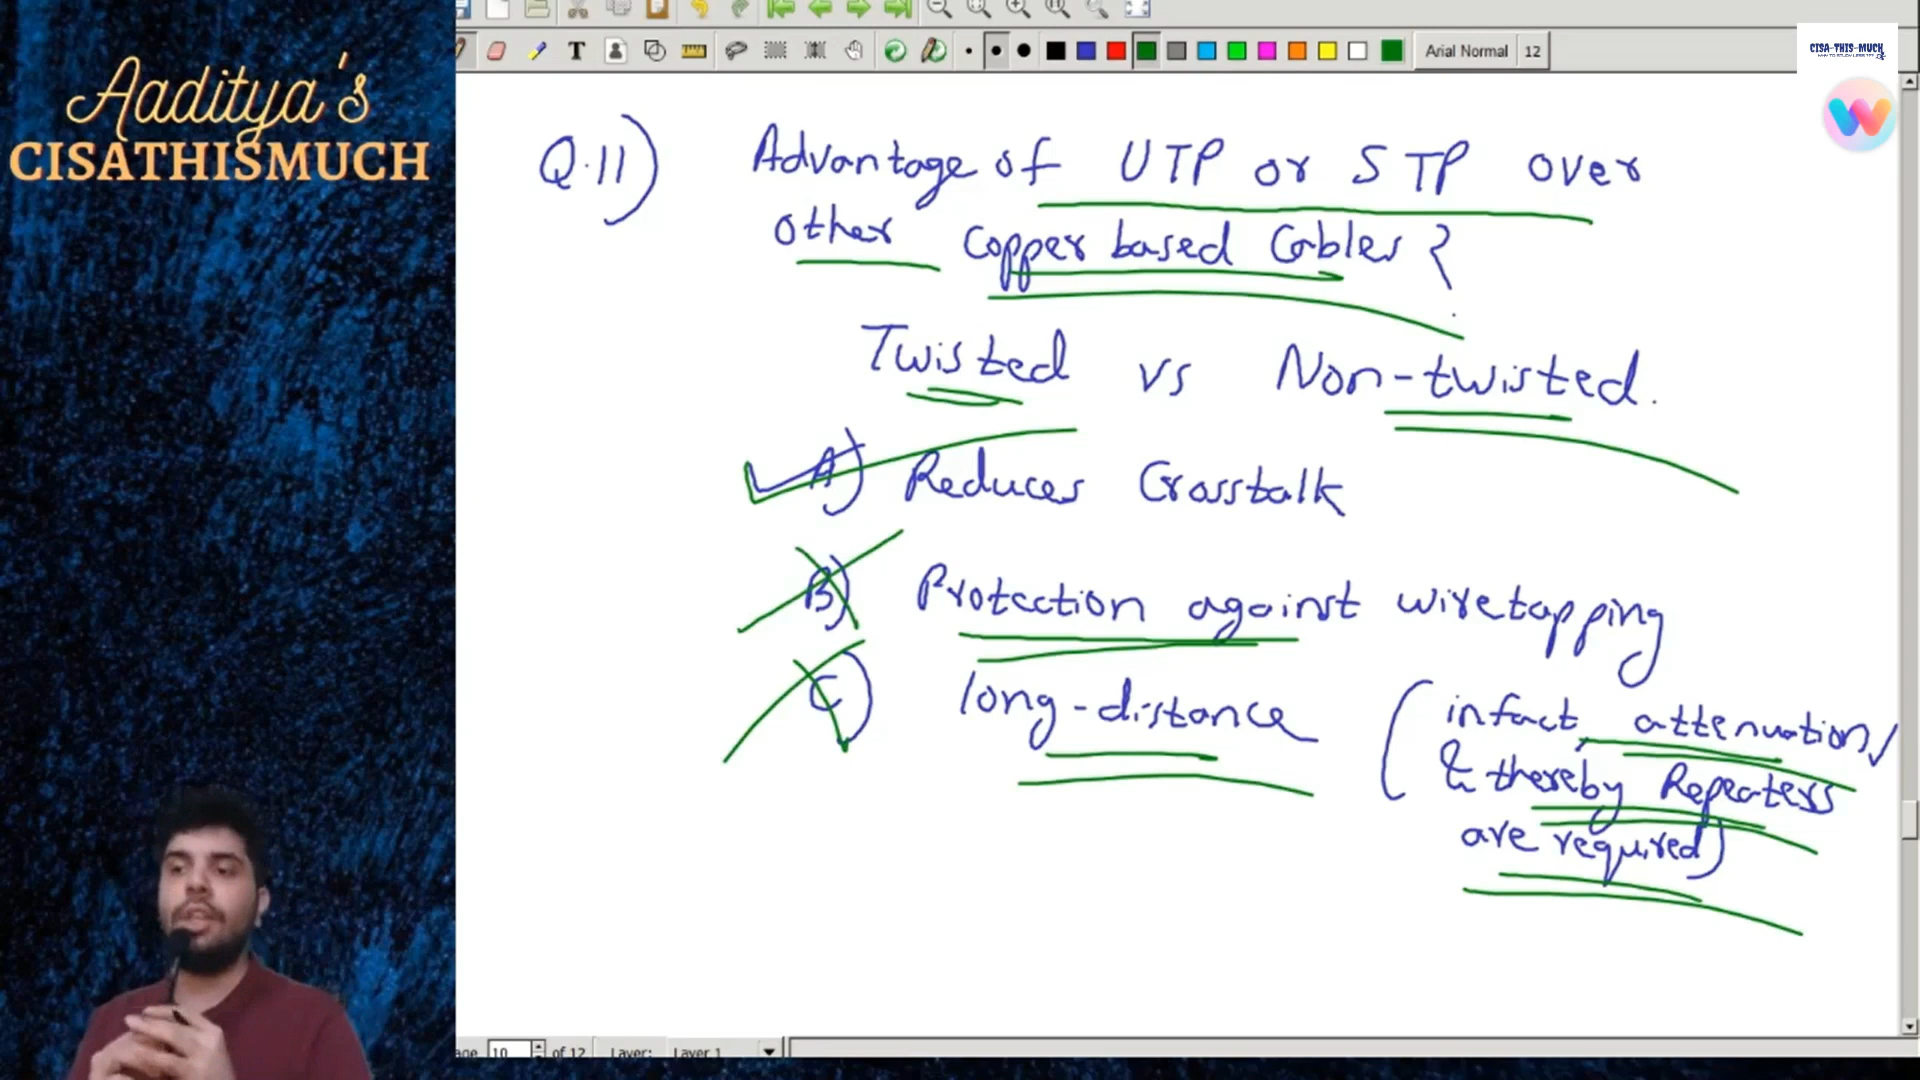 Aaditya's
CISATHISMUCH
T
Arial Normal 12
CISA-THIS-MUCH
Q.11) Advantage of UTP or STP over
other copper based Cables?
Twisted vs Non-twisted.
A) Reduces Crosstalk
B) Protection against wiretapping
C) long-distance (infact, attenuation,
& thereby Repeaters
are required)
age 10 of 12 Layer: Layer 1